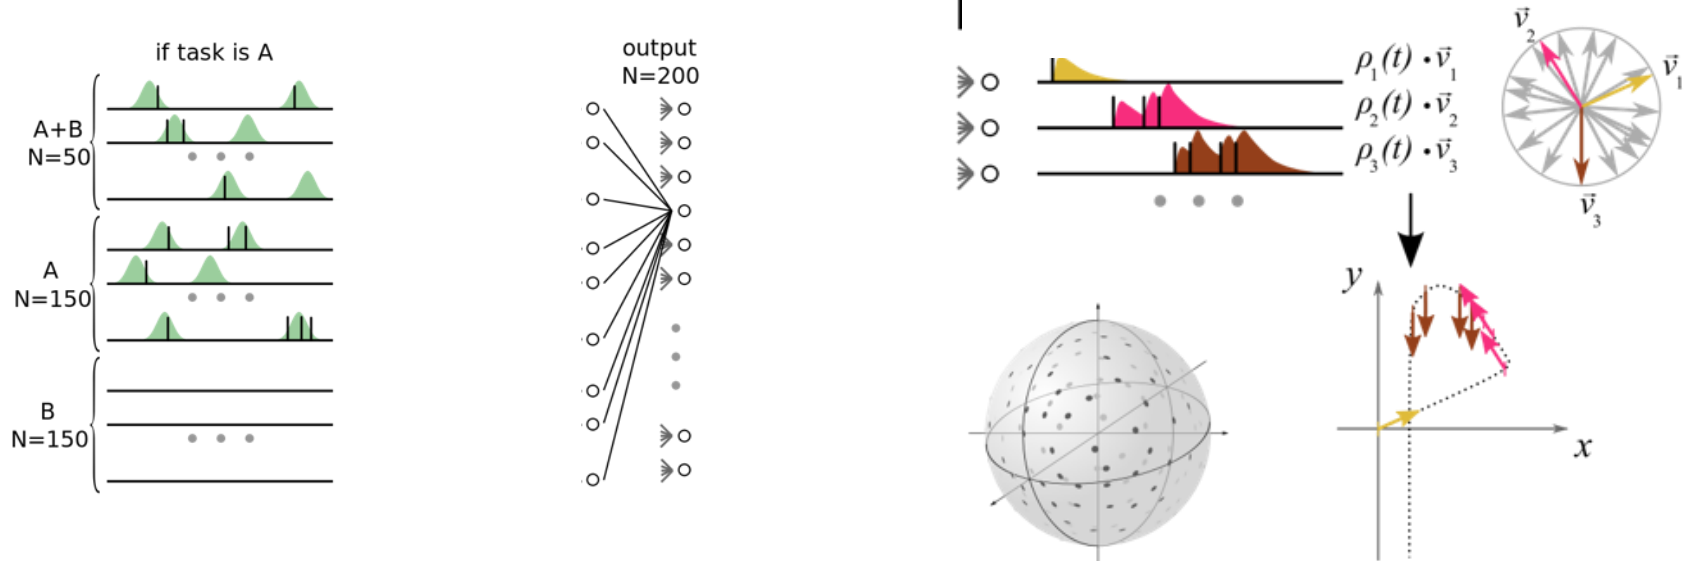 if task is A
A+B
N=50
A
N=150
B
N=150
output
N=200
ρ₁(t) • v⃗₁
ρ₂(t) • v⃗₂
ρ₃(t) • v⃗₃
v⃗₂
v⃗₁
v⃗₃
y
x